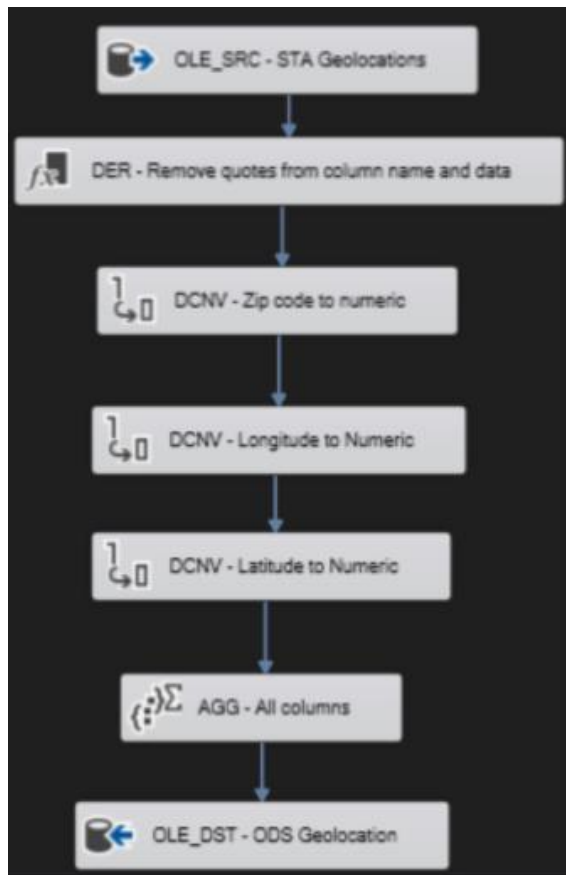 OLE_SRC - STA Geolocations
DER - Remove quotes from column name and data
DCNV - Zip code to numeric
DCNV - Longitude to Numeric
DCNV - Latitude to Numeric
AGG - All columns
OLE_DST - ODS Geolocation